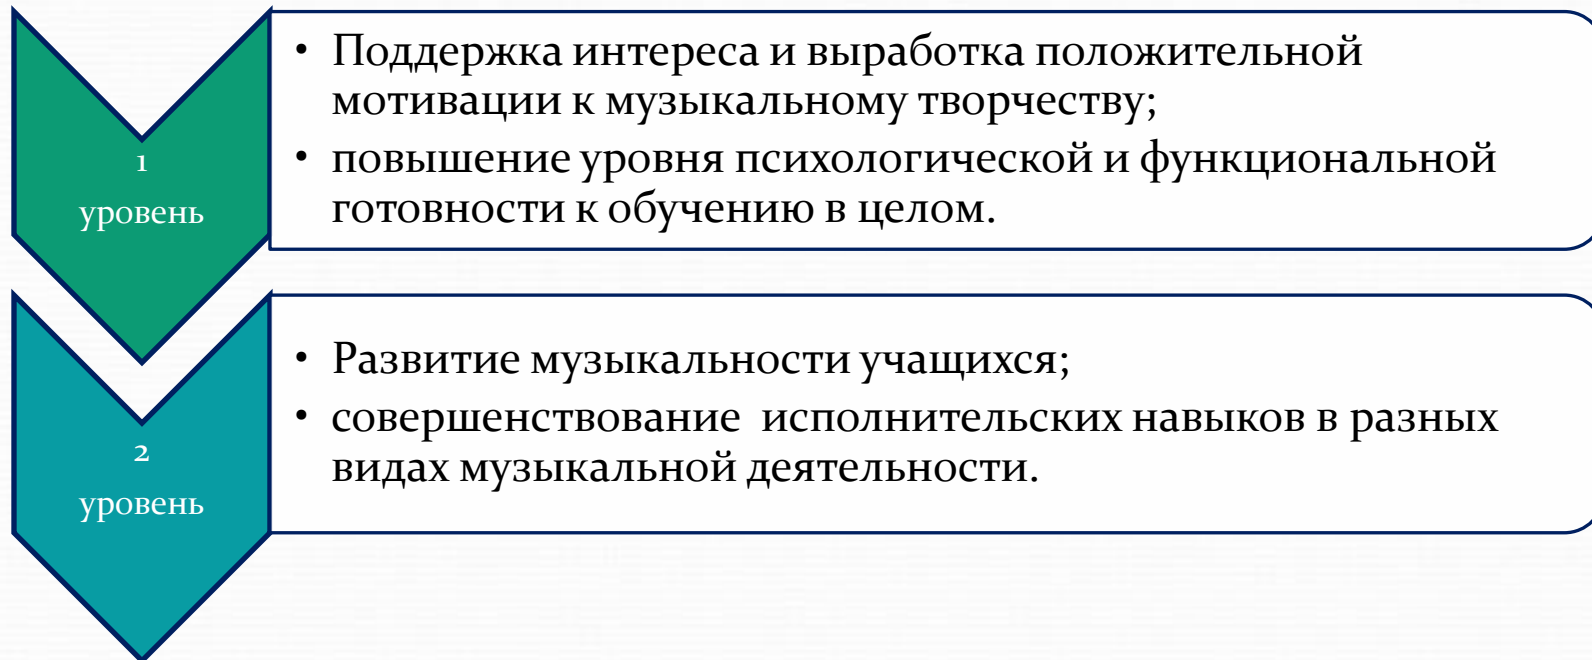 1
уровень
• Поддержка интереса и выработка положительной
мотивации к музыкальному творчеству;
• повышение уровня психологической и функциональной
готовности к обучению в целом.
2
уровень
• Развитие музыкальности учащихся;
• совершенствование  исполнительских навыков в разных
видах музыкальной деятельности.